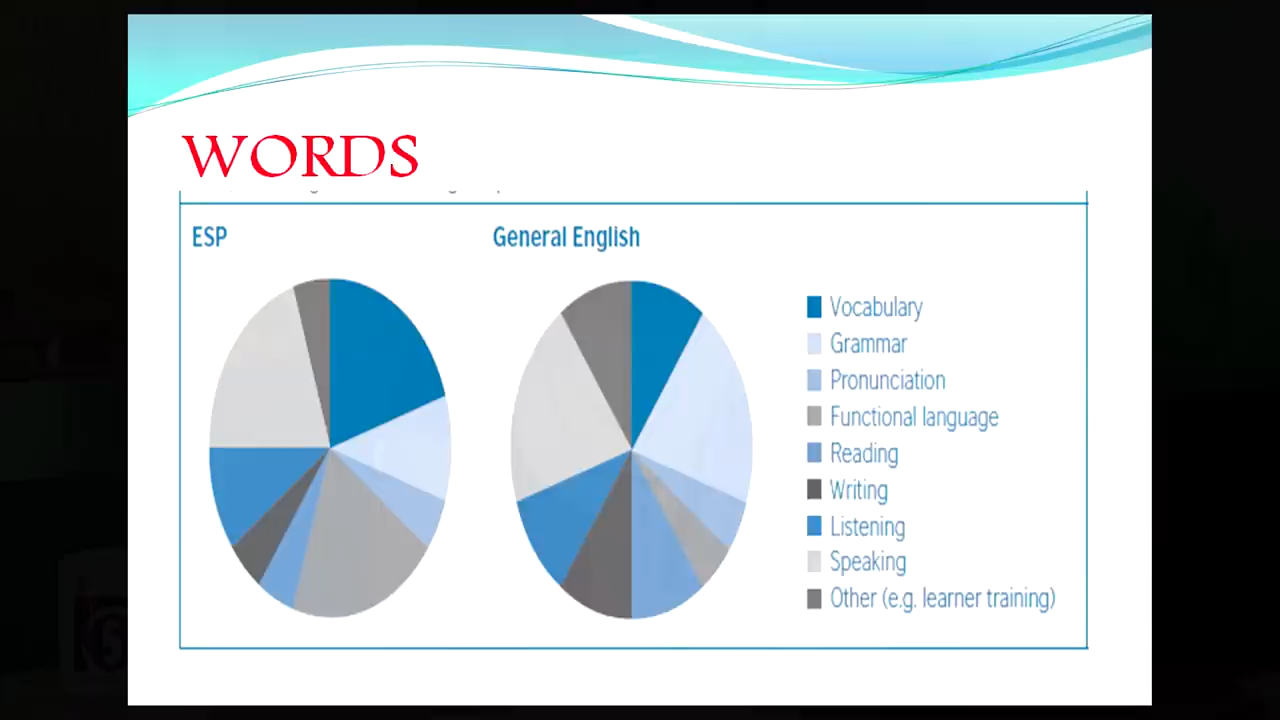 WORDS
ESP
General English
Vocabulary
Grammar
Pronunciation
Functional language
Reading
Writing
Listening
Speaking
Other (e.g. learner training)